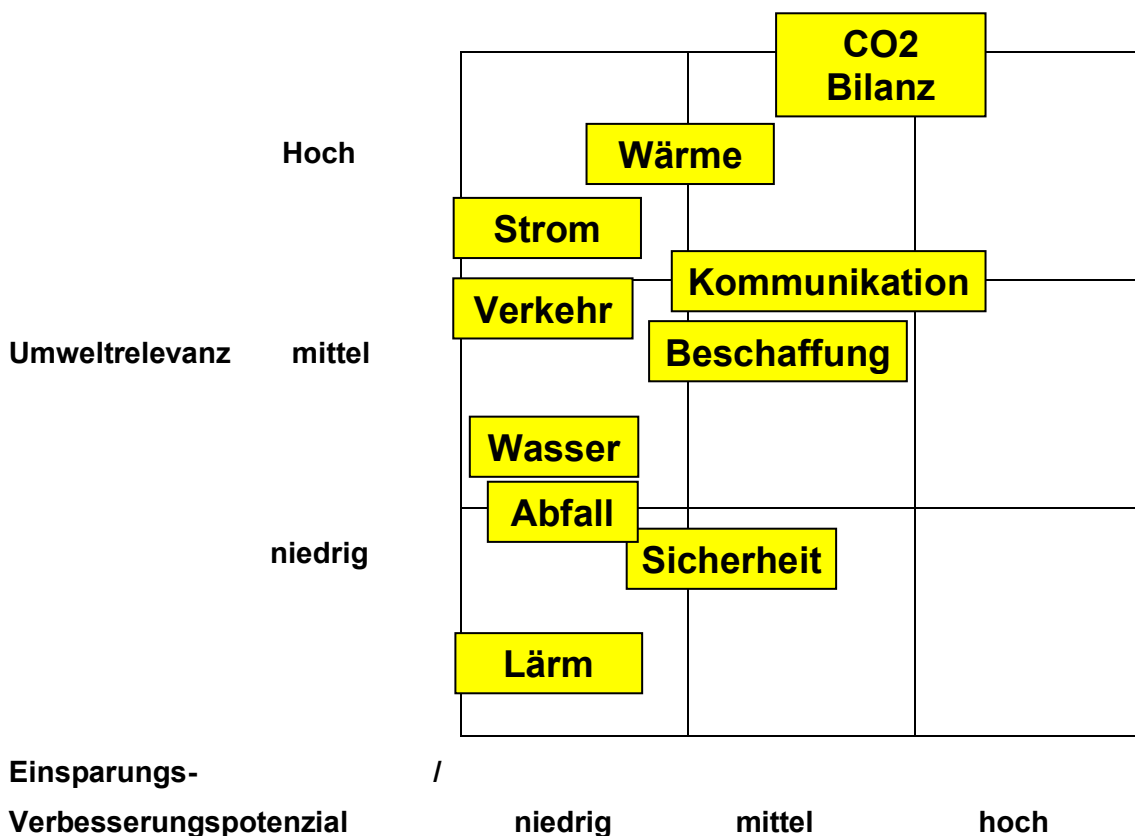 CO2
Bilanz
Hoch
Wärme
Strom
Kommunikation
Verkehr
Umweltrelevanz mittel
Beschaffung
Wasser
Abfall
niedrig
Sicherheit
Lärm
Einsparungs- /
Verbesserungspotenzial niedrig mittel hoch